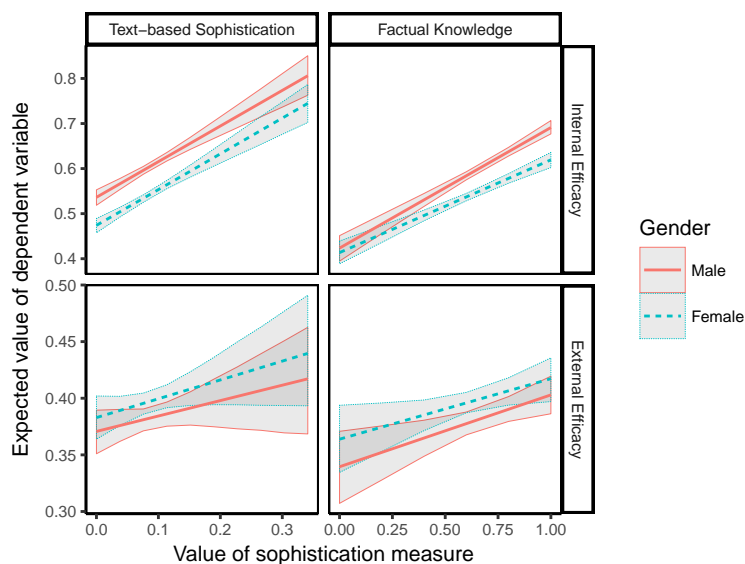 Text−based Sophistication
Factual Knowledge
Expected value of dependent variable
0.8
0.7
0.6
0.5
0.4
Internal Efficacy
0.50
0.45
0.40
0.35
0.30
External Efficacy
0.0
0.1
0.2
0.3
0.00
0.25
0.50
0.75
1.00
Value of sophistication measure
Gender
Male
Female